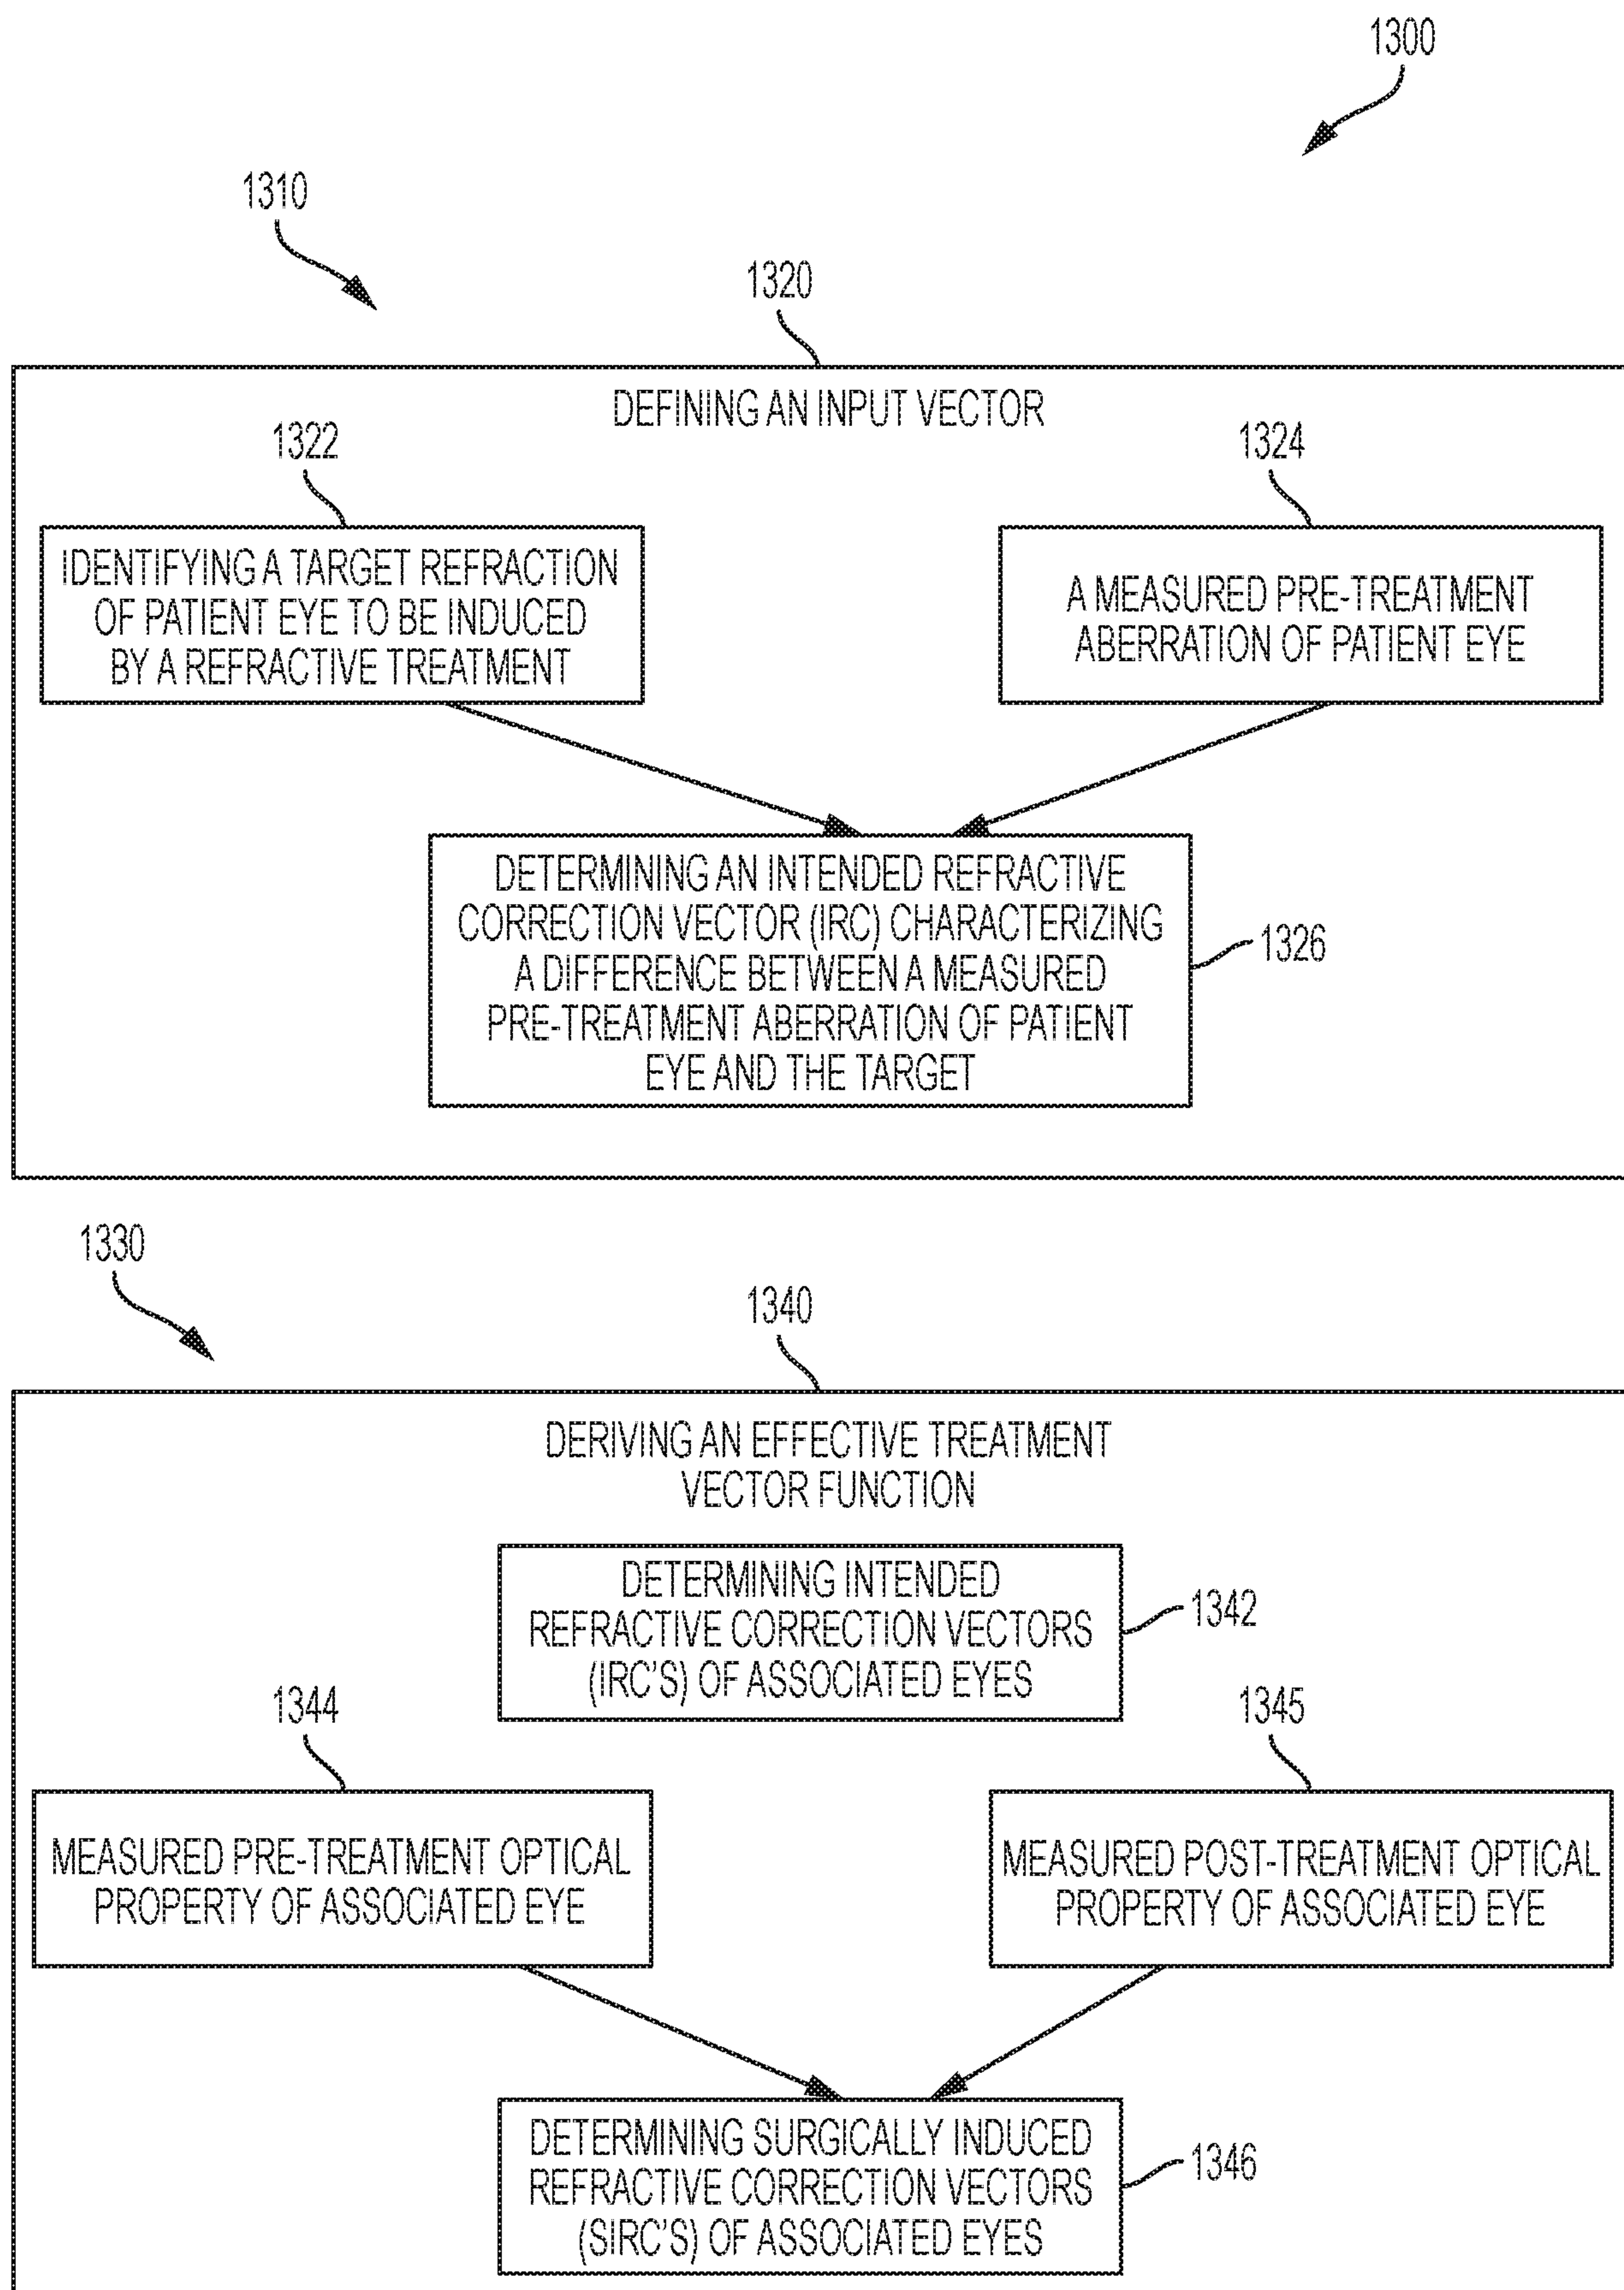 1300
1310
1320
DEFINING AN INPUT VECTOR
1322
1324
IDENTIFYING A TARGET REFRACTION
OF PATIENT EYE TO BE INDUCED
BY A REFRACTIVE TREATMENT
A MEASURED PRE-TREATMENT
ABERRATION OF PATIENT EYE
DETERMINING AN INTENDED REFRACTIVE
CORRECTION VECTOR (IRC) CHARACTERIZING
A DIFFERENCE BETWEEN A MEASURED
PRE-TREATMENT ABERRATION OF PATIENT
EYE AND THE TARGET
1326
1330
1340
DERIVING AN EFFECTIVE TREATMENT
VECTOR FUNCTION
DETERMINING INTENDED
REFRACTIVE CORRECTION VECTORS
(IRC'S) OF ASSOCIATED EYES
1342
1344
1345
MEASURED PRE-TREATMENT OPTICAL
PROPERTY OF ASSOCIATED EYE
MEASURED POST-TREATMENT OPTICAL
PROPERTY OF ASSOCIATED EYE
DETERMINING SURGICALLY INDUCED
REFRACTIVE CORRECTION VECTORS
(SIRC'S) OF ASSOCIATED EYES
1346